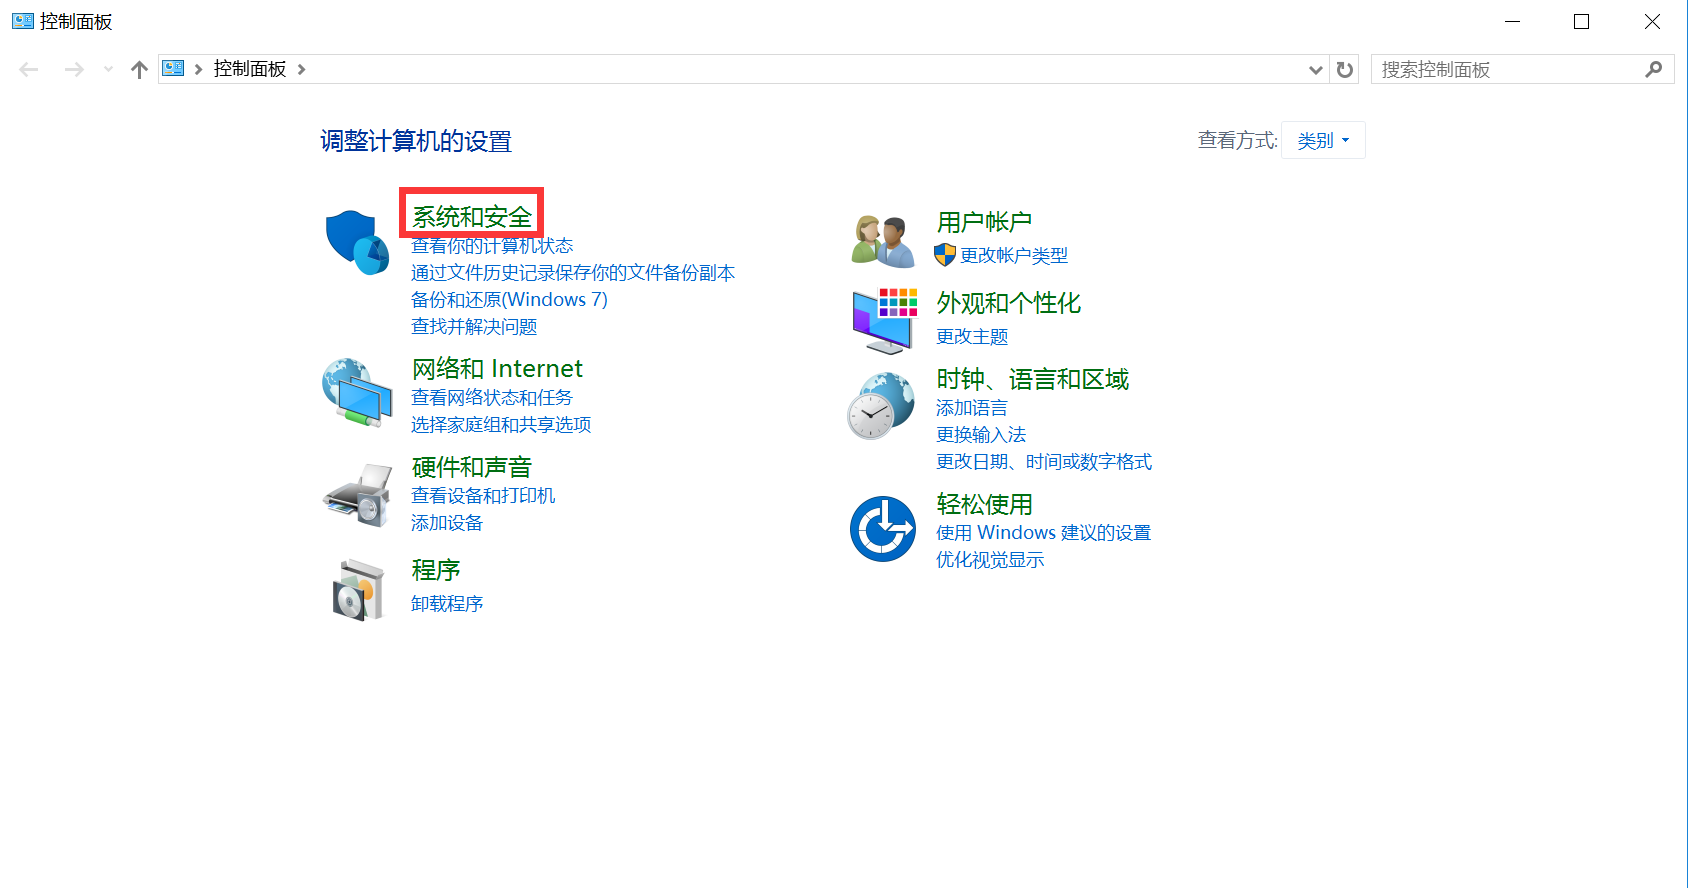 控制面板
控制面板
搜索控制面板
调整计算机的设置
查看方式: 类别
系统和安全
查看你的计算机状态
通过文件历史记录保存你的文件备份副本
备份和还原(Windows 7)
查找并解决问题
网络和 Internet
查看网络状态和任务
选择家庭组和共享选项
硬件和声音
查看设备和打印机
添加设备
程序
卸载程序
用户帐户
更改帐户类型
外观和个性化
更改主题
时钟、语言和区域
添加语言
更换输入法
更改日期、时间或数字格式
轻松使用
使用 Windows 建议的设置
优化视觉显示